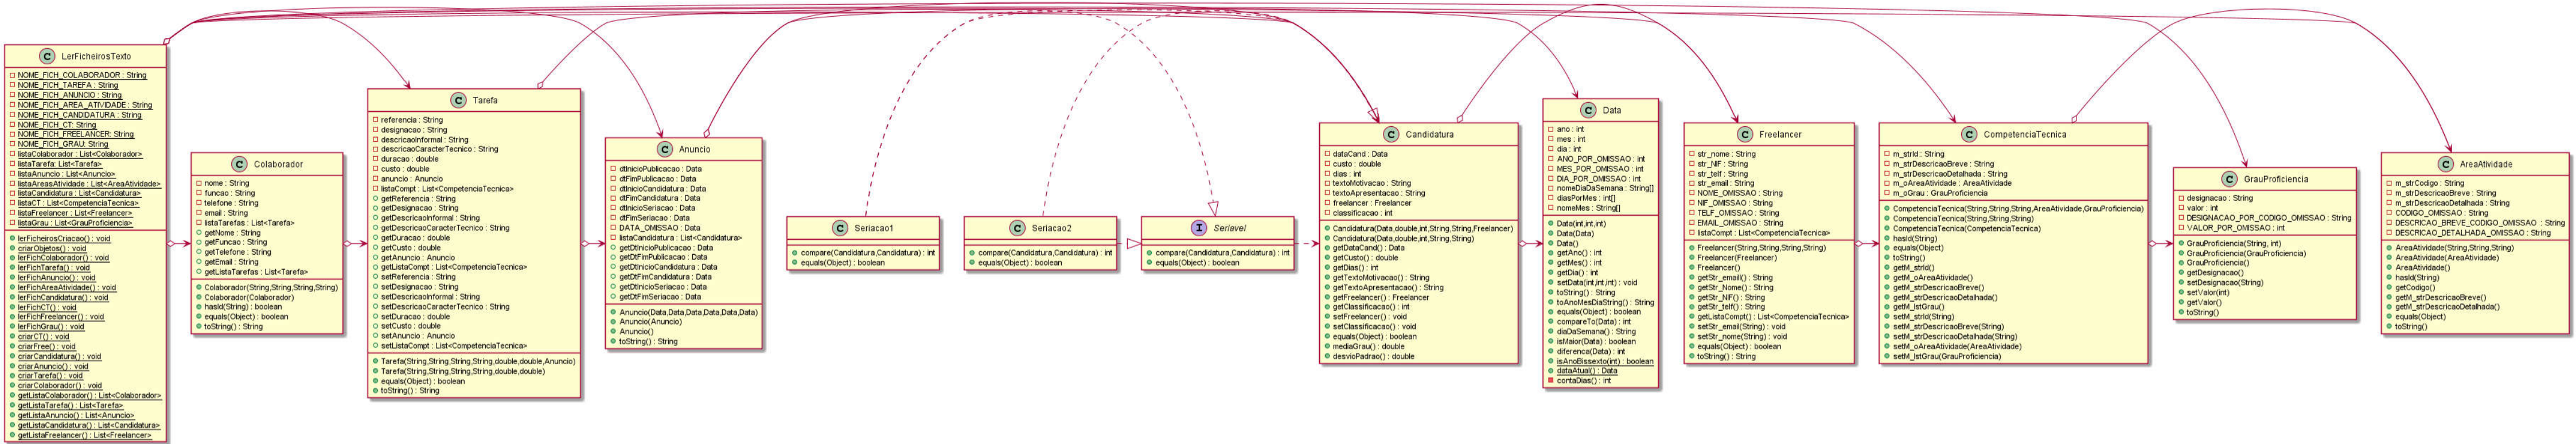 LerFicheirosTexto
NOME_FICH_COLABORADOR : String
NOME_FICH_TAREFA : String
NOME_FICH_ANUNCIO : String
NOME_FICH_AREA_ATIVIDADE : String
NOME_FICH_CANDIDATURA : String
NOME_FICH_CT: String
NOME_FICH_FREELANCER: String
NOME_FICH_GRAU: String
listaColaborador : List<Colaborador>
listaTarefa: List<Tarefa>
listaAnuncio : List<Anuncio>
listaAreasAtividade : List<AreaAtividade>
listaCandidatura : List<Candidatura>
listaCT : List<CompetenciaTecnica>
listaFreelancer : List<Freelancer>
listaGrau : List<GrauProficiencia>
lerFicheirosCriacao() : void
criarObjetos() : void
lerFichColaborador() : void
lerFichTarefa() : void
lerFichAnuncio() : void
lerFichAreaAtividade() : void
lerFichCandidatura() : void
lerFichCT() : void
lerFichFreelancer() : void
lerFichGrau() : void
criarCT() : void
criarFree() : void
criarCandidatura() : void
criarAnuncio() : void
criarTarefa() : void
criarColaborador() : void
getListaColaborador() : List<Colaborador>
getListaTarefa() : List<Tarefa>
getListaAnuncio() : List<Anuncio>
getListaCandidatura() : List<Candidatura>
getListaFreelancer() : List<Freelancer>
Colaborador
nome : String
funcao : String
telefone : String
email : String
listaTarefas : List<Tarefa>
getNome : String
getFuncao : String
getTelefone : String
getEmail : String
getListaTarefas : List<Tarefa>
Colaborador(String,String,String,String)
Colaborador(Colaborador)
hasId(String) : boolean
equals(Object) : boolean
toString() : String
Tarefa
referencia : String
designacao : String
descricaoInformal : String
descricaoCaracterTecnico : String
duracao : double
custo : double
anuncio : Anuncio
listaCompt : List<CompetenciaTecnica>
getReferencia : String
getDesignacao : String
getDescricaoInformal : String
getDescricaoCaracterTecnico : String
getDuracao : double
getCusto : double
getAnuncio : Anuncio
getListaCompt : List<CompetenciaTecnica>
setReferencia : String
setDesignacao : String
setDescricaoInformal : String
setDescricaoCaracterTecnico : String
setDuracao : double
setCusto : double
setAnuncio : Anuncio
setListaCompt : List<CompetenciaTecnica>
Tarefa(String,String,String,String,double,double,Anuncio)
Tarefa(String,String,String,String,double,double)
equals(Object) : boolean
toString() : String
Anuncio
dtInicioPublicacao : Data
dtFimPublicacao : Data
dtInicioCandidatura : Data
dtFimCandidatura : Data
dtInicioSeriacao : Data
dtFimSeriacao : Data
DATA_OMISSAO : Data
listaCandidatura : List<Candidatura>
getDtInicioPublicacao : Data
getDtFimPublicacao : Data
getDtInicioCandidatura : Data
getDtFimCandidatura : Data
getDtInicioSeriacao : Data
getDtFimSeriacao : Data
Anuncio(Data,Data,Data,Data,Data,Data)
Anuncio(Anuncio)
Anuncio()
toString() : String
Seriacao1
compare(Candidatura,Candidatura) : int
equals(Object) : boolean
Seriacao2
compare(Candidatura,Candidatura) : int
equals(Object) : boolean
Seriavel
compare(Candidatura,Candidatura) : int
equals(Object) : boolean
Candidatura
dataCand : Data
custo : double
dias : int
textoMotivacao : String
textoApresentacao : String
freelancer : Freelancer
classificacao : int
Candidatura(Data,double,int,String,String,Freelancer)
Candidatura(Data,double,int,String,String)
getDataCand() : Data
getCusto() : double
getDias() : int
getTextoMotivacao() : String
getTextoApresentacao() : String
getFreelancer() : Freelancer
getClassificacao() : int
setFreelancer() : void
setClassificacao() : void
equals(Object) : boolean
mediaGrau() : double
desvioPadrao() : double
Data
ano : int
mes : int
dia : int
ANO_POR_OMISSAO : int
MES_POR_OMISSAO : int
DIA_POR_OMISSAO : int
nomeDiaDaSemana : String[]
diasPorMes : int[]
nomeMes : String[]
Data(int,int,int)
Data(Data)
Data()
getAno() : int
getMes() : int
getDia() : int
setData(int,int,int) : void
toString() : String
toAnoMesDiaString() : String
equals(Object) : boolean
compareTo(Data) : int
diaDaSemana() : String
isMaior(Data) : boolean
diferenca(Data) : int
isAnoBissexto(int) : boolean
dataAtual() : Data
contaDias() : int
Freelancer
str_nome : String
str_NIF : String
str_telf : String
str_email : String
NOME_OMISSAO : String
NIF_OMISSAO : String
TELF_OMISSAO : String
EMAIL_OMISSAO : String
listaCompt : List<CompetenciaTecnica>
Freelancer(String,String,String,String)
Freelancer(Freelancer)
Freelancer()
getStr_emaill() : String
getStr_Nome() : String
getStr_NIF() : String
getStr_telf() : String
getListaCompt() : List<CompetenciaTecnica>
setStr_email(String) : void
setStr_nome(String) : void
equals(Object) : boolean
toString() : String
CompetenciaTecnica
m_strId : String
m_strDescricaoBreve : String
m_strDescricaoDetalhada : String
m_oAreaAtividade : AreaAtividade
m_oGrau : GrauProficiencia
CompetenciaTecnica(String,String,String,AreaAtividade,GrauProficiencia)
CompetenciaTecnica(String,String,String)
CompetenciaTecnica(CompetenciaTecnica)
hasId(String)
equals(Object)
toString()
getM_strId()
getM_oAreaAtividade()
getM_strDescricaoBreve()
getM_strDescricaoDetalhada()
getM_lstGrau()
setM_strId(String)
setM_strDescricaoBreve(String)
setM_strDescricaoDetalhada(String)
setM_oAreaAtividade(AreaAtividade)
setM_lstGrau(GrauProficiencia)
GrauProficiencia
designacao : String
valor : int
DESIGNACAO_POR_CODIGO_OMISSAO : String
VALOR_POR_OMISSAO : int
GrauProficiencia(String, int)
GrauProficiencia(GrauProficiencia)
GrauProficiencia()
getDesignacao()
setDesignacao(String)
setValor(int)
getValor()
toString()
AreaAtividade
m_strCodigo : String
m_strDescricaoBreve : String
m_strDescricaoDetalhada : String
CODIGO_OMISSAO : String
DESCRICAO_BREVE_CODIGO_OMISSAO : String
DESCRICAO_DETALHADA_OMISSAO : String
AreaAtividade(String,String,String)
AreaAtividade(AreaAtividade)
AreaAtividade()
hasId(String)
getCodigo()
getM_strDescricaoBreve()
getM_strDescricaoDetalhada()
equals(Object)
toString()